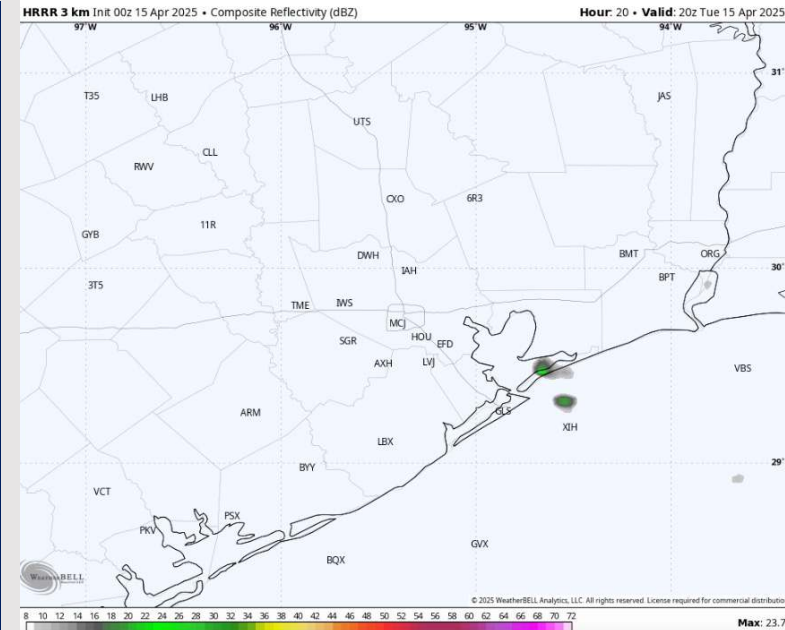 HRRR 3 km Init 00z 15 Apr 2025 • Composite Reflectivity (dBZ) Hour: 20 • Valid: 20z Tue 15 Apr 2025
97°W 96°W 95°W 94°W
31°
T35 LHB JAS
UTS
CLL
RWV
CXO 6R3
11R
GYB
DWH BMT ORG
IAH 30°
BPT
3T5
TME IWS
MCJ
HOU
SGR EFD
AXH LVJ
VBS
ARM GLS
XIH
LBX
BYY 29°
VCT
PSX
PKV
GVX
BQX
WeatherBELL
© 2025 WeatherBELL Analytics, LLC. All rights reserved. License required for commercial distributio
8 10 12 14 16 18 20 22 24 26 28 30 32 34 36 38 40 42 44 46 48 50 52 54 56 58 60 62 64 66 68 70 72
Max: 23.7